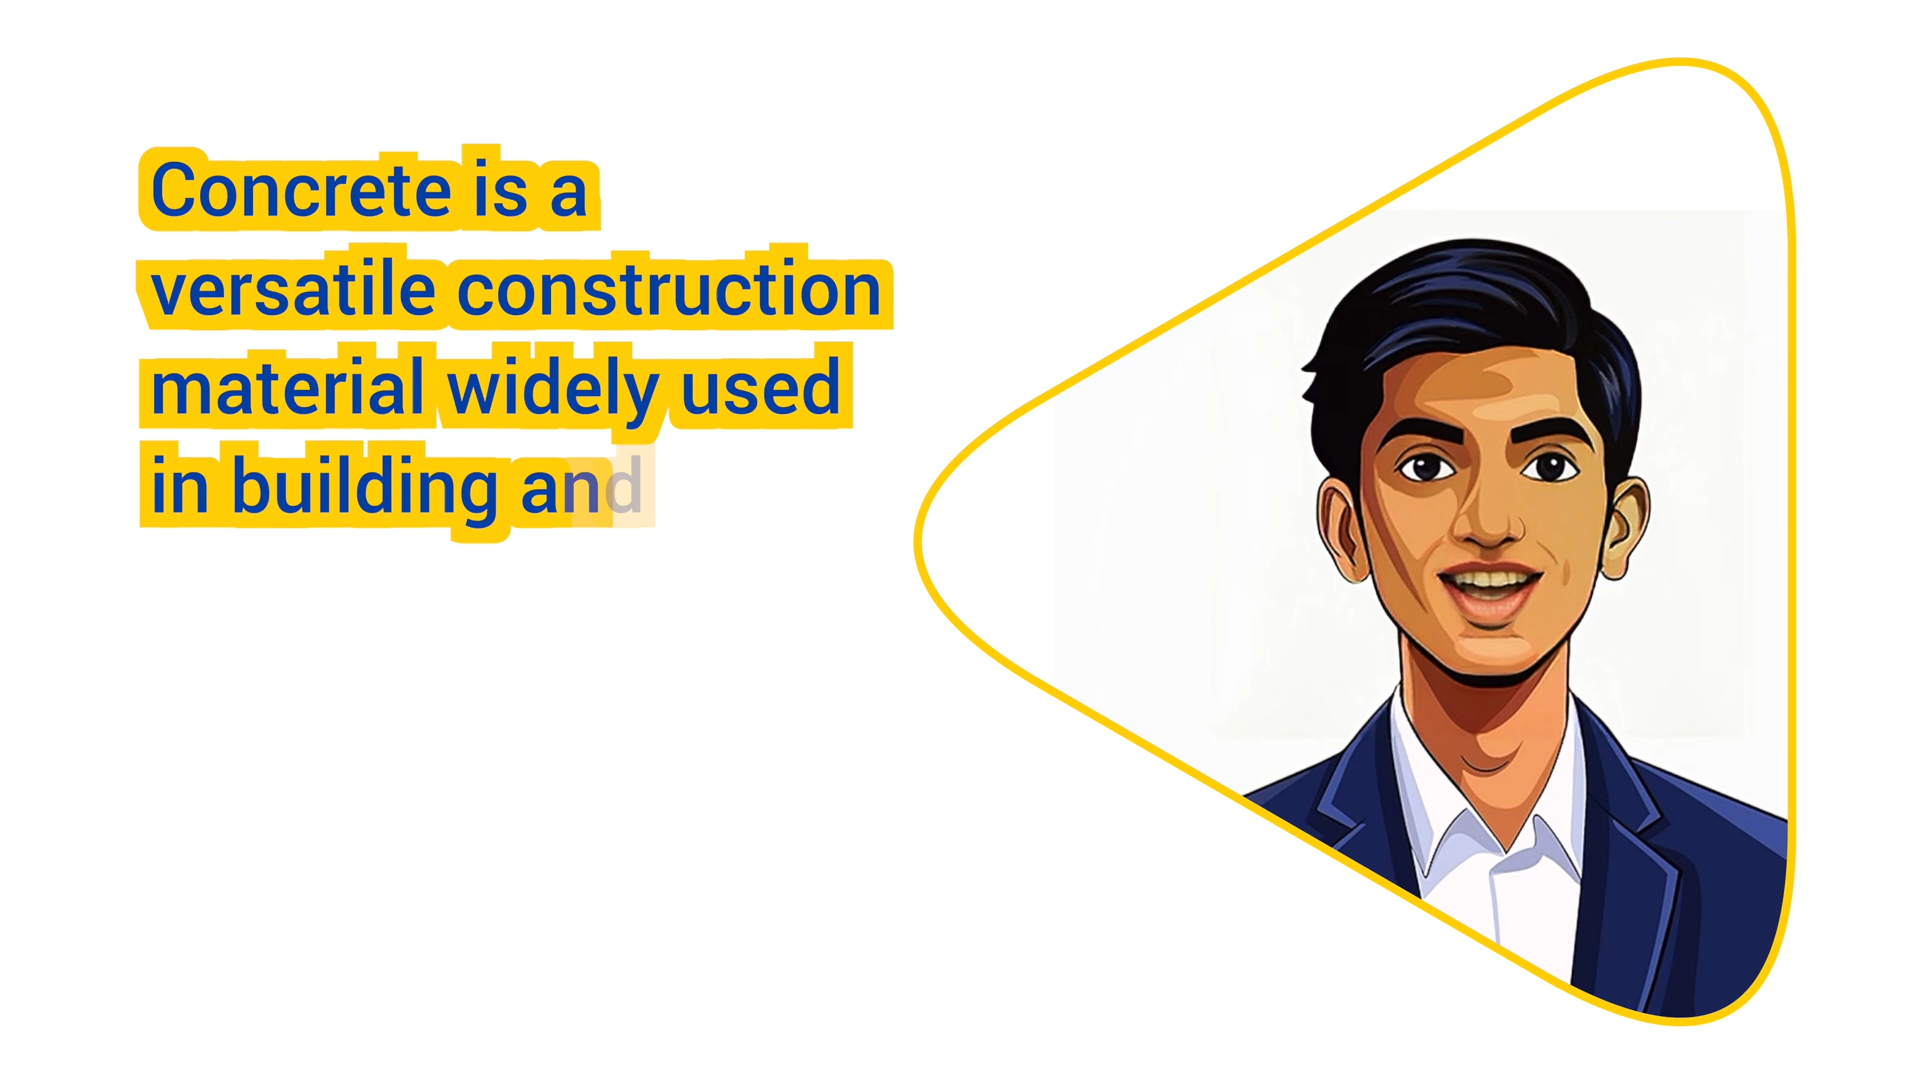 Concrete is a
versatile construction
material widely used
in building and